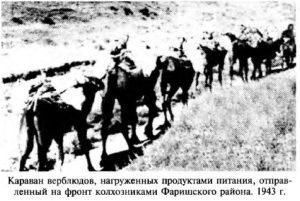 Караван верблюдов, нагруженных продуктами питания, отправ-
ленный на фронт колхозниками Фаришского района. 1943 г.